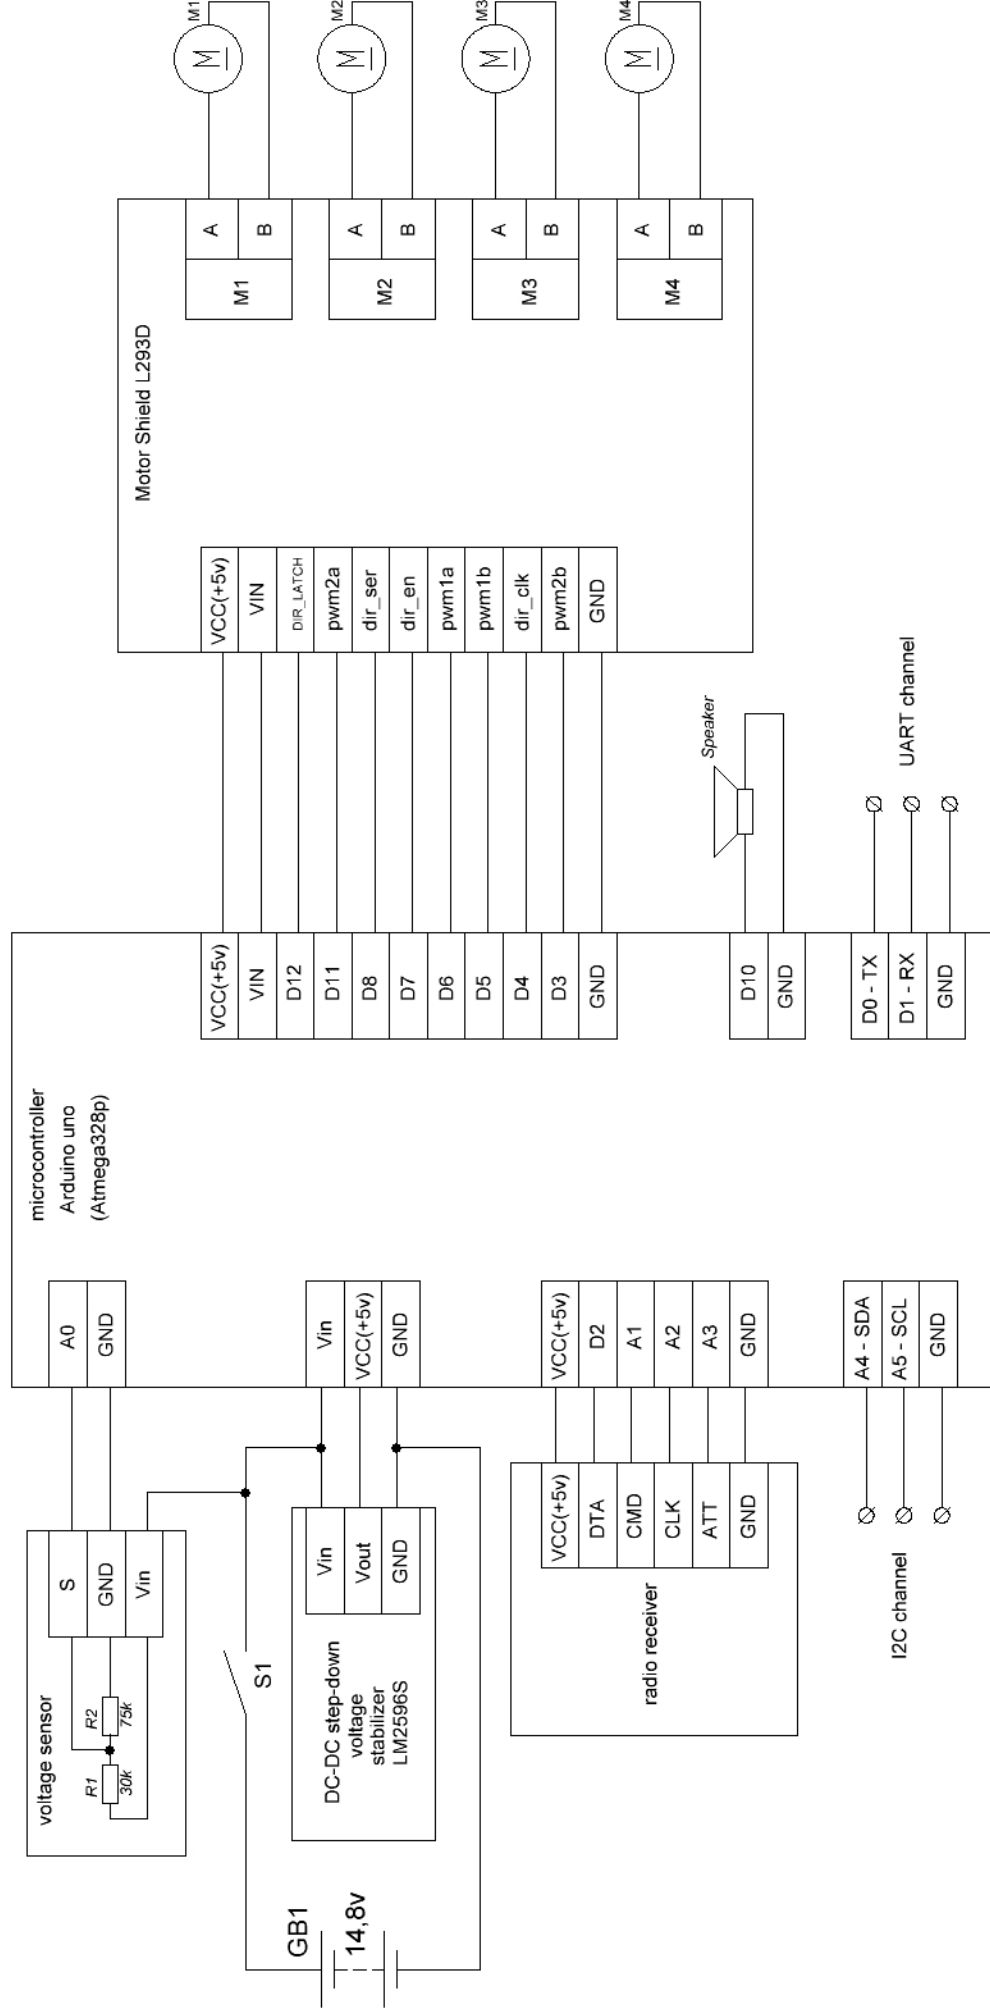 voltage sensor
R1
30k
R2
75k
S
GND
Vin
GB1
14,8v
S1
DC-DC step-down
voltage
stabilizer
LM2596S
Vin
Vout
GND
radio receiver
VCC(+5v)
DTA
CMD
CLK
ATT
GND
I2C channel
microcontroller
Arduino uno
(Atmega328p)
A0
GND
Vin
VCC(+5v)
GND
VCC(+5v)
D2
A1
A2
A3
GND
A4 - SDA
A5 - SCL
GND
VCC(+5v)
VIN
D12
D11
D8
D7
D6
D5
D4
D3
GND
D10
GND
D0 - TX
D1 - RX
GND
Speaker
UART channel
Motor Shield L293D
VCC(+5v)
VIN
DIR_LATCH
pwm2a
dir_ser
dir_en
pwm1a
pwm1b
dir_clk
pwm2b
GND
M1
A
B
M2
A
B
M3
A
B
M4
A
B
M1
M
M2
M
M3
M
M4
M